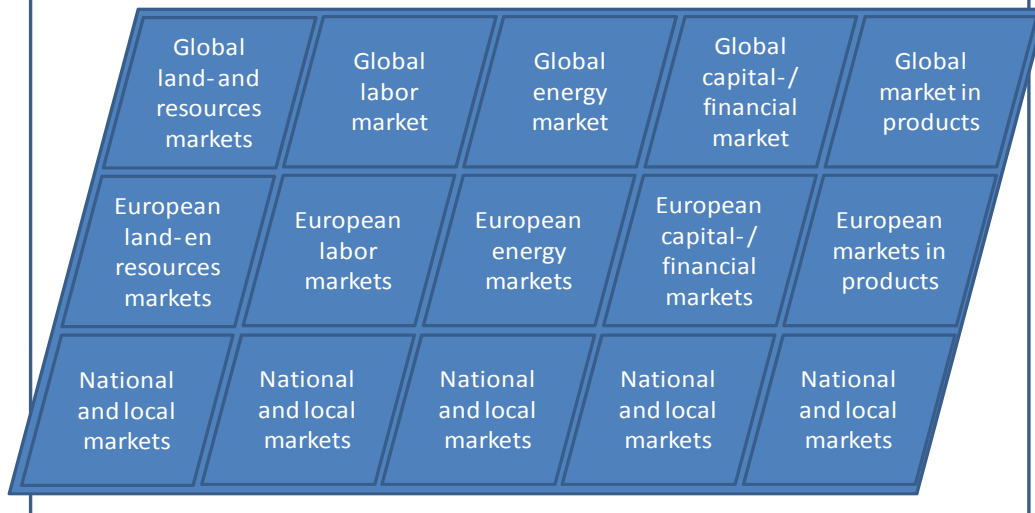 Global
land- and
resources
markets
Global
labor
market
Global
energy
market
Global
capital-/
financial
market
Global
market in
products
European
land-en
resources
markets
European
labor
markets
European
energy
markets
European
capital-/
financial
markets
European
markets in
products
National
and local
markets
National
and local
markets
National
and local
markets
National
and local
markets
National
and local
markets